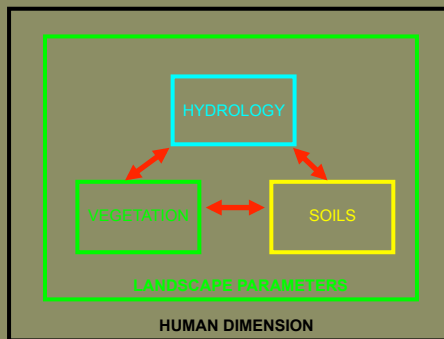 HYDROLOGY
VEGETATION
SOILS
LANDSCAPE PARAMETERS
HUMAN DIMENSION